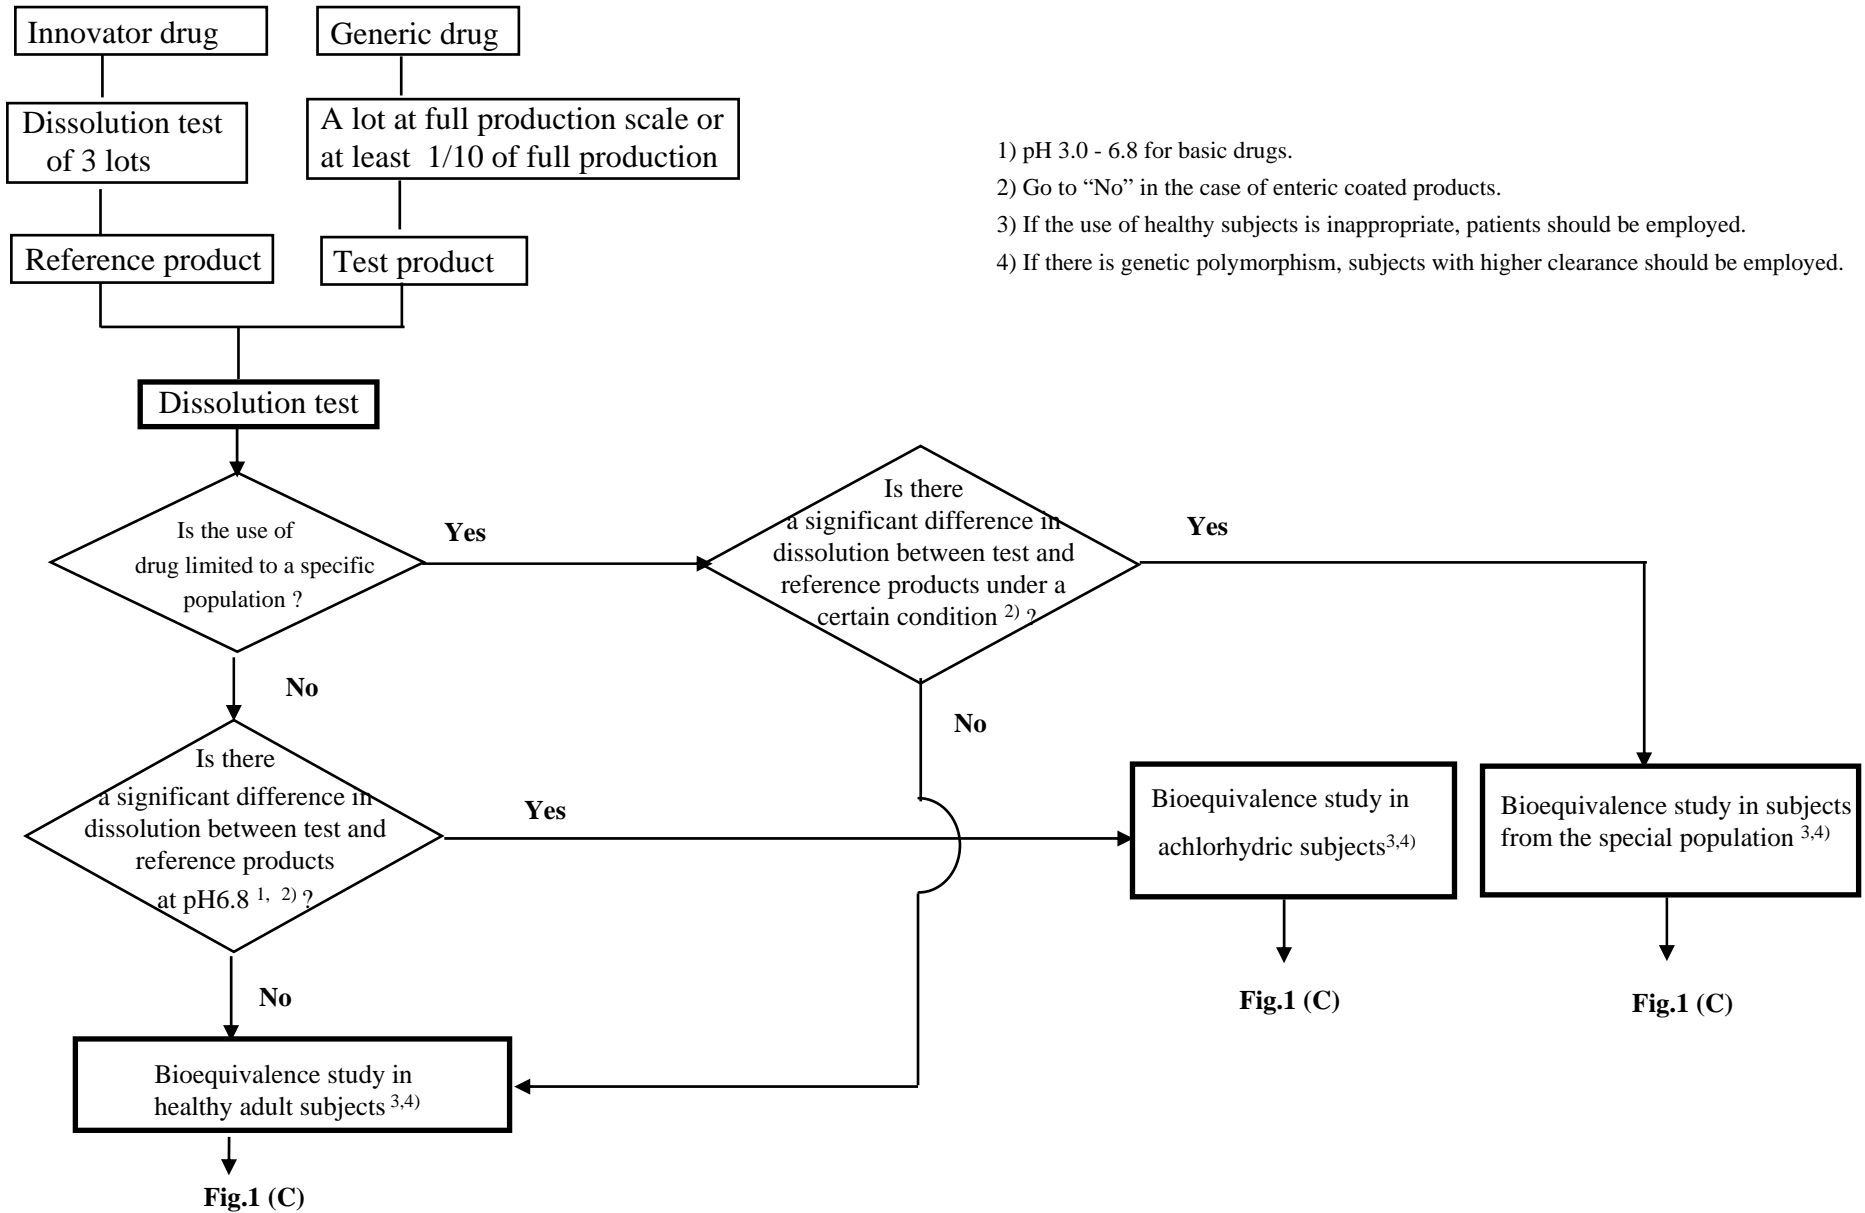 Innovator drug
Generic drug
Dissolution test
of 3 lots
A lot at full production scale or
at least 1/10 of full production
1) pH 3.0 - 6.8 for basic drugs.
2) Go to “No” in the case of enteric coated products.
3) If the use of healthy subjects is inappropriate, patients should be employed.
4) If there is genetic polymorphism, subjects with higher clearance should be employed.
Reference product
Test product
Dissolution test
Is the use of
drug limited to a specific
population ?
Yes
Is there
a significant difference in
dissolution between test and
reference products under a
certain condition 2) ?
Yes
No
No
Is there
a significant difference in
dissolution between test and
reference products
at pH6.8 1, 2) ?
Yes
Bioequivalence study in
achlorhydric subjects3,4)
Bioequivalence study in subjects
from the special population 3,4)
No
Fig.1 (C)
Fig.1 (C)
Bioequivalence study in
healthy adult subjects 3,4)
Fig.1 (C)